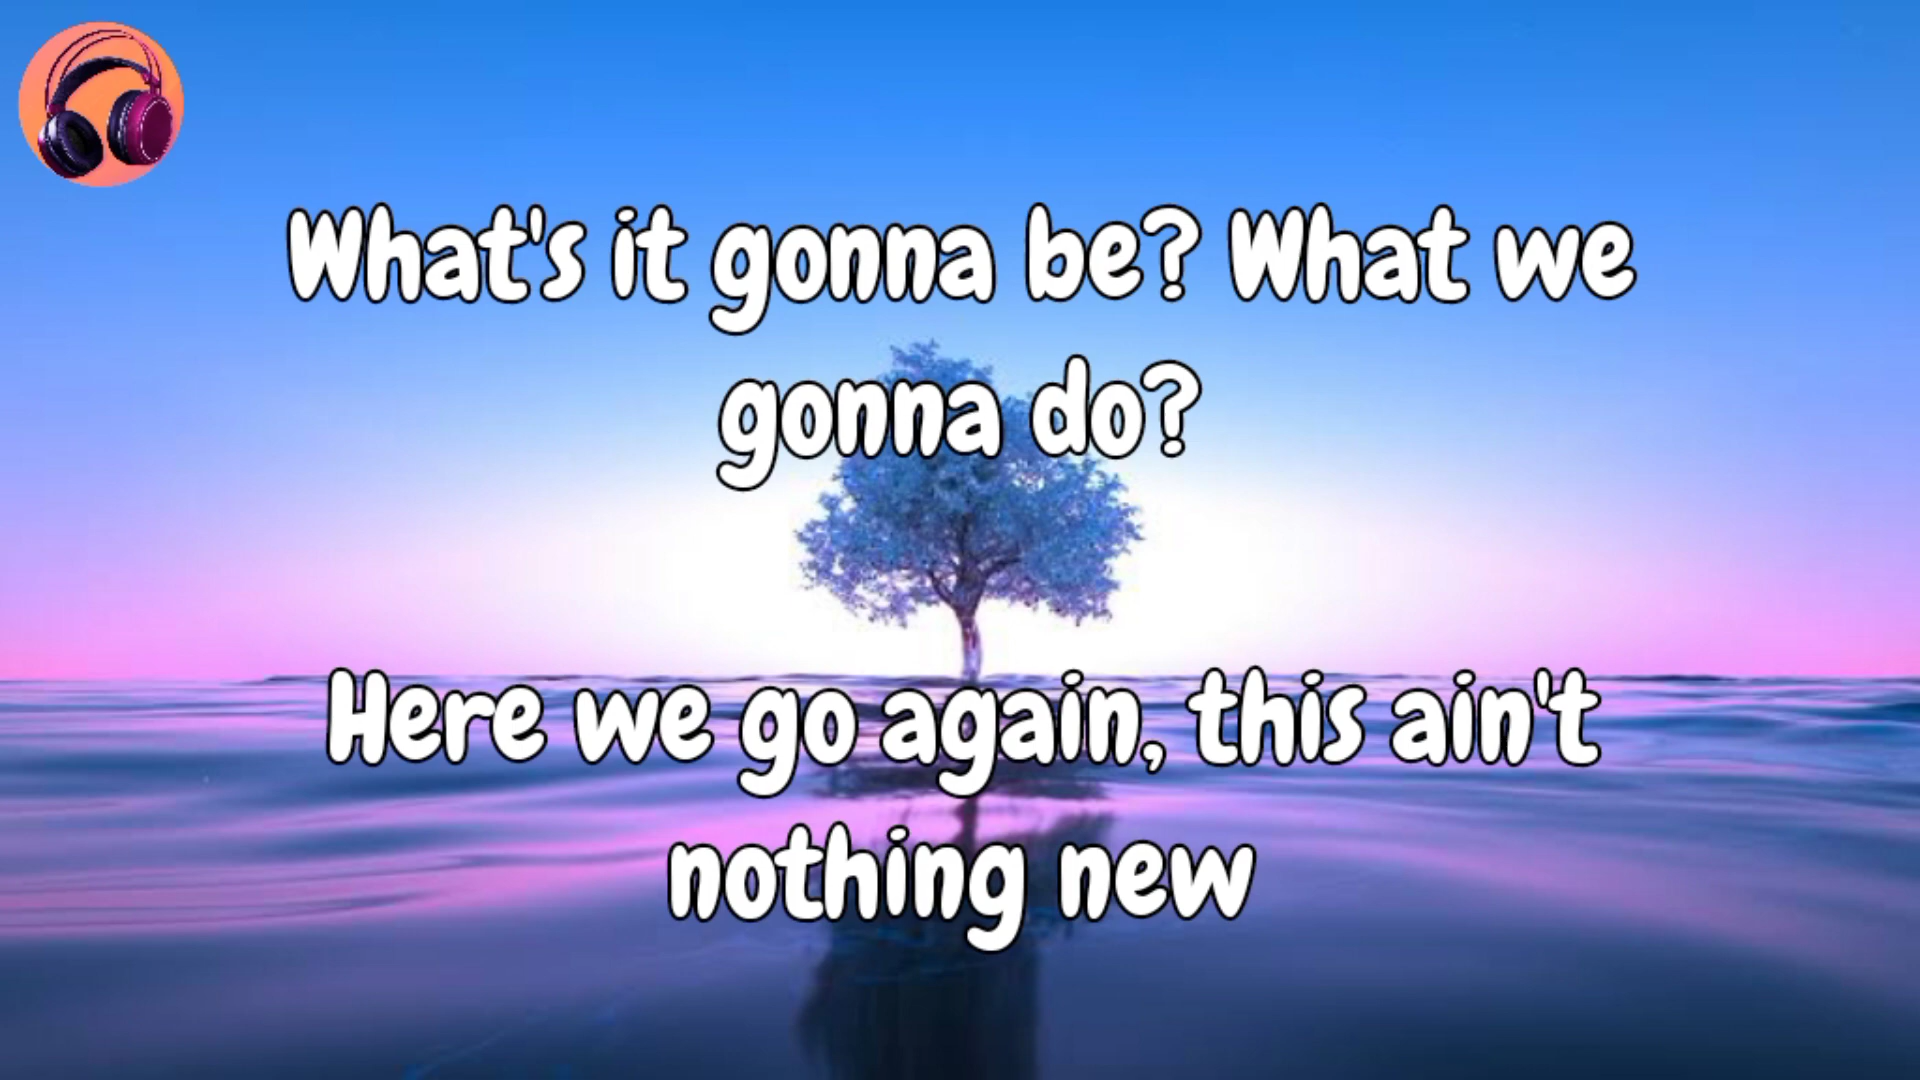 What's it gonna be? What we
gonna do?
Here we go again, this ain't
nothing new